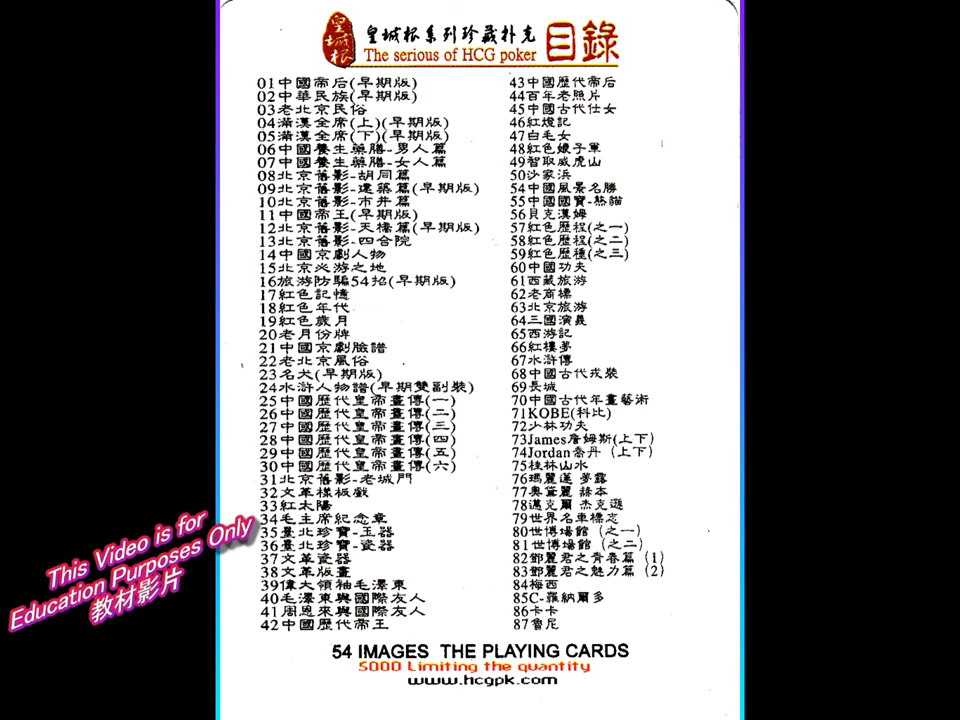 皇城根
皇城根系列珍藏扑克
The serious of HCG poker
目錄
01中國帝后(早期版)
02中華民族(早期版)
03老北京民俗
04滿漢全席(上)(早期版)
05滿漢全席(下)(早期版)
06中國養生藥膳-男人篇
07中國養生藥膳-女人篇
08北京舊影-胡同篇
09北京舊影-建築篇(早期版)
10北京舊影-市井篇
11中國帝王(早期版)
12北京舊影-天橋篇(早期版)
13北京舊影-四合院
14中國京劇人物
15北京必游之地
16旅游防騙54招(早期版)
17紅色記憶
18紅色年代
19紅色歲月
20老月份牌
21中國京劇臉譜
22老北京風俗
23名犬(早期版)
24水滸人物譜(早期雙副裝)
25中國歷代皇帝畫傳(一)
26中國歷代皇帝畫傳(二)
27中國歷代皇帝畫傳(三)
28中國歷代皇帝畫傳(四)
29中國歷代皇帝畫傳(五)
30中國歷代皇帝畫傳(六)
31北京舊影-老城門
32文革樣板戲
33紅太陽
34毛主席紀念章
35臺北珍寶-玉器
36臺北珍寶-瓷器
37文革瓷器
38文革版畫
39偉大領袖毛澤東
40毛澤東與國際友人
41周恩來與國際友人
42中國歷代帝王
43中國歷代帝后
44百年老照片
45中國古代仕女
46紅燈記
47白毛女
48紅色娘子軍
49智取威虎山
50沙家浜
54中國風景名勝
55中國國寶-熊貓
56貝克漢姆
57紅色歷程(之一)
58紅色歷程(之二)
59紅色歷種(之三)
60中國功夫
61西藏旅游
62老商標
63北京旅游
64三國演義
65西游記
66紅樓夢
67水滸傳
68中國古代戎裝
69長城
70中國古代年畫藝術
71KOBE(科比)
72少林功夫
73James詹姆斯(上下)
74Jordan喬丹（上下）
75桂林山水
76瑪麗蓮 夢露
77奧黛麗 赫本
78邁克爾 杰克遜
79世界名車標志
80世博場館（之一）
81世博場館（之二）
82鄧麗君之青春篇（1）
83鄧麗君之魅力篇（2）
84梅西
85C-羅納爾多
86卡卡
87魯尼
54 IMAGES THE PLAYING CARDS
5000 Limiting the quantity
www.hcgpk.com
This Video is for
Education Purposes Only
教材影片